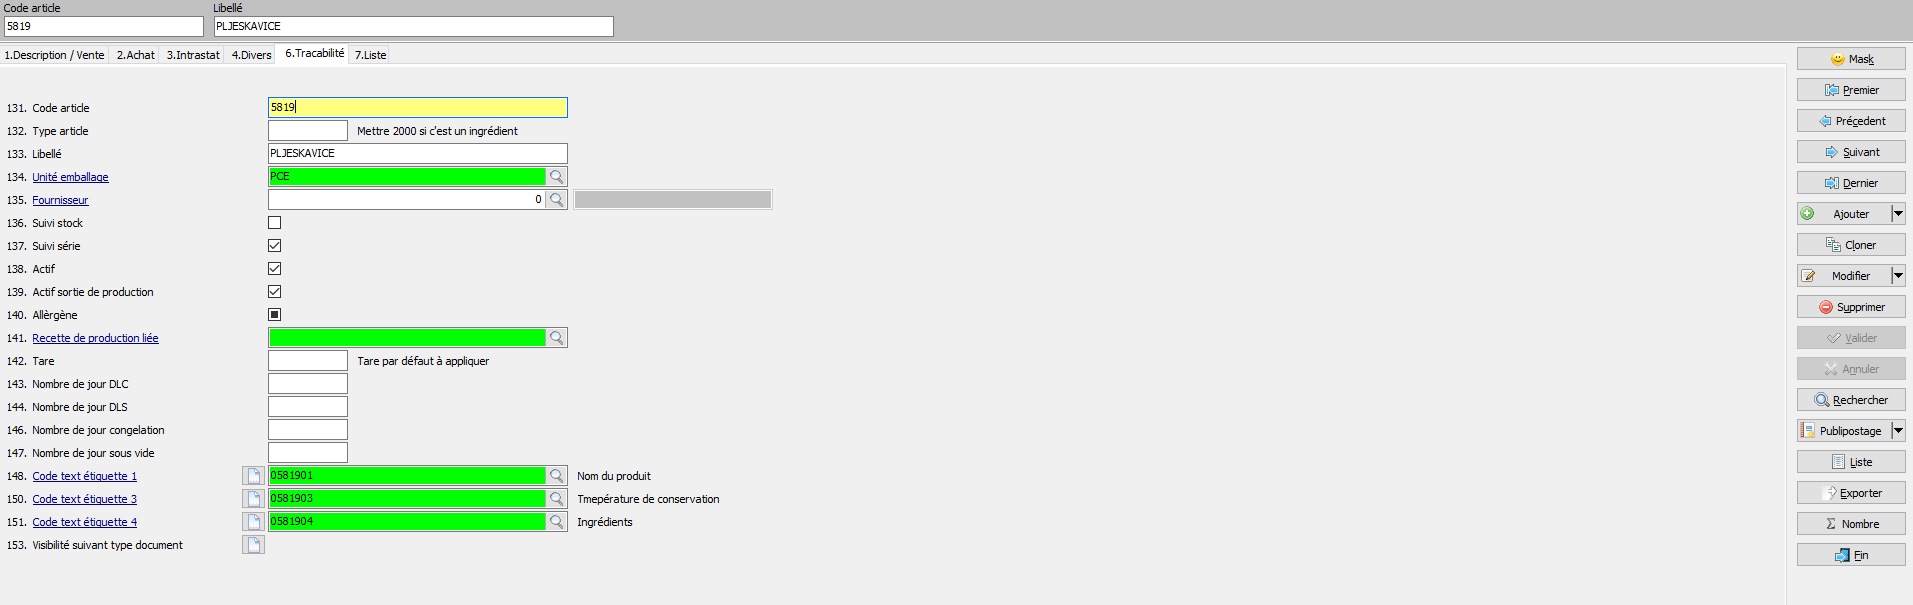 Code article Libellé
5819 PLJESKAVICE
1.Description / Vente 2.Achat 3.Intrastat 4.Divers 6.Tracabilité 7.Liste
131. Code article 5819
132. Type article Mettre 2000 si c'est un ingrédient
133. Libellé PLJESKAVICE
134. Unité emballage PCE
135. Fournisseur 0
136. Suivi stock
137. Suivi série
138. Actif
139. Actif sortie de production
140. Allèrgène
141. Recette de production liée
142. Tare Tare par défaut à appliquer
143. Nombre de jour DLC
144. Nombre de jour DLS
146. Nombre de jour congelation
147. Nombre de jour sous vide
148. Code text étiquette 1 0581901 Nom du produit
150. Code text étiquette 3 0581903 Tmepérature de conservation
151. Code text étiquette 4 0581904 Ingrédients
153. Visibilité suivant type document
Mask
Premier
Précedent
Suivant
Dernier
Ajouter
Cloner
Modifier
Supprimer
Valider
Annuler
Rechercher
Publipostage
Liste
Exporter
Nombre
Fin